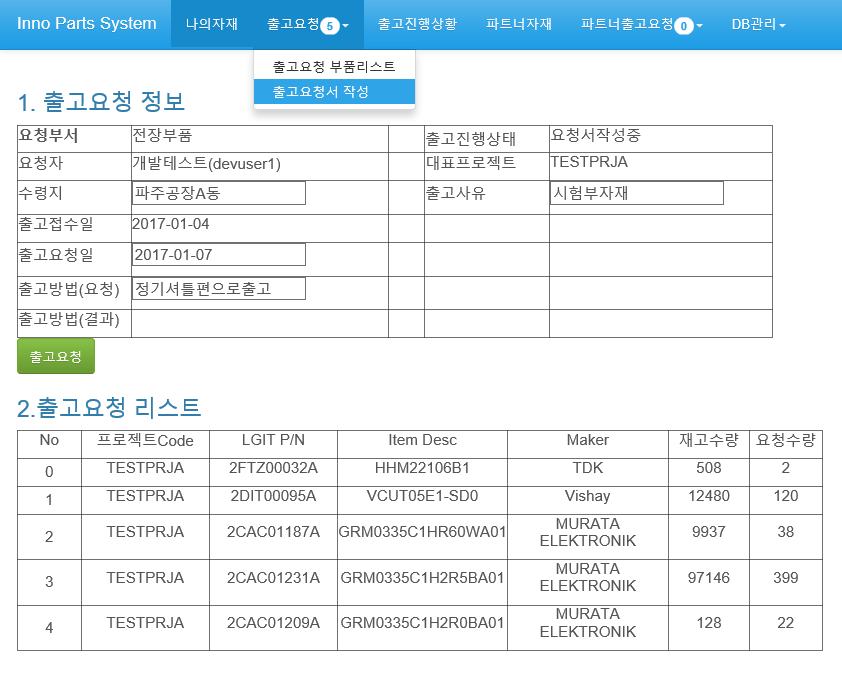 Inno Parts System 나의자재 출고요청 5 출고진행상황 파트너자재 파트너출고요청 0 DB관리
출고요청 부품리스트
출고요청서 작성
1. 출고요청 정보
요청부서 전장부품 출고진행상태 요청서작성중
요청자 개발테스트(devuser1) 대표프로젝트 TESTPRJA
수령지 파주공장A동 출고사유 시험부자재
출고접수일 2017-01-04
출고요청일 2017-01-07
출고방법(요청) 정기셔틀편으로출고
출고방법(결과)
출고요청
2.출고요청 리스트
No 프로젝트Code LGIT P/N Item Desc Maker 재고수량 요청수량
0 TESTPRJA 2FTZ00032A HHM22106B1 TDK 508 2
1 TESTPRJA 2DIT00095A VCUT05E1-SD0 Vishay 12480 120
2 TESTPRJA 2CAC01187A GRM0335C1HR60WA01 MURATA ELEKTRONIK 9937 38
3 TESTPRJA 2CAC01231A GRM0335C1H2R5BA01 MURATA ELEKTRONIK 97146 399
4 TESTPRJA 2CAC01209A GRM0335C1H2R0BA01 MURATA ELEKTRONIK 128 22